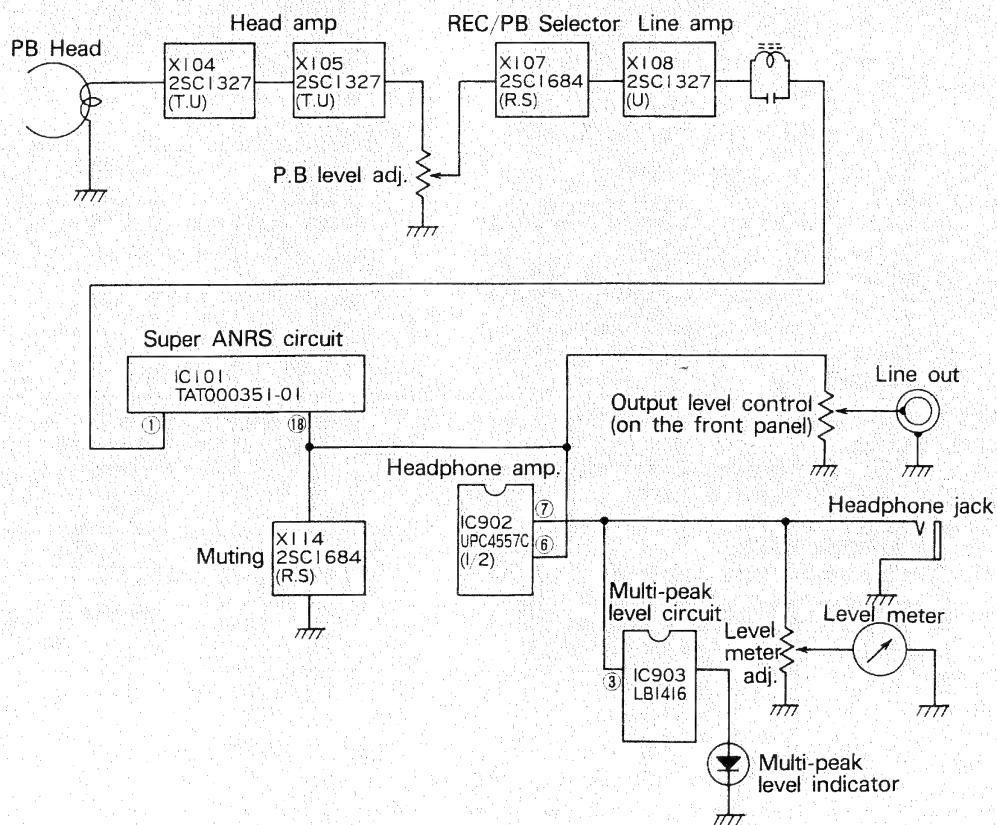 PB Head
Head amp
REC/PB Selector
Line amp
X104
2SC1327
(T.U)
X105
2SC1327
(T.U)
X107
2SC1684
(R.S)
X108
2SC1327
(U)
P.B level adj.
Super ANRS circuit
IC101
TAT000351-01
①
⑱
Output level control
(on the front panel)
Line out
Headphone amp.
IC902
UPC4557C
(1/2)
⑦
⑥
Headphone jack
Muting
X114
2SC1684
(R.S)
Multi-peak
level circuit
③
IC903
LB1416
Level
meter
adj.
Level meter
Multi-peak
level indicator